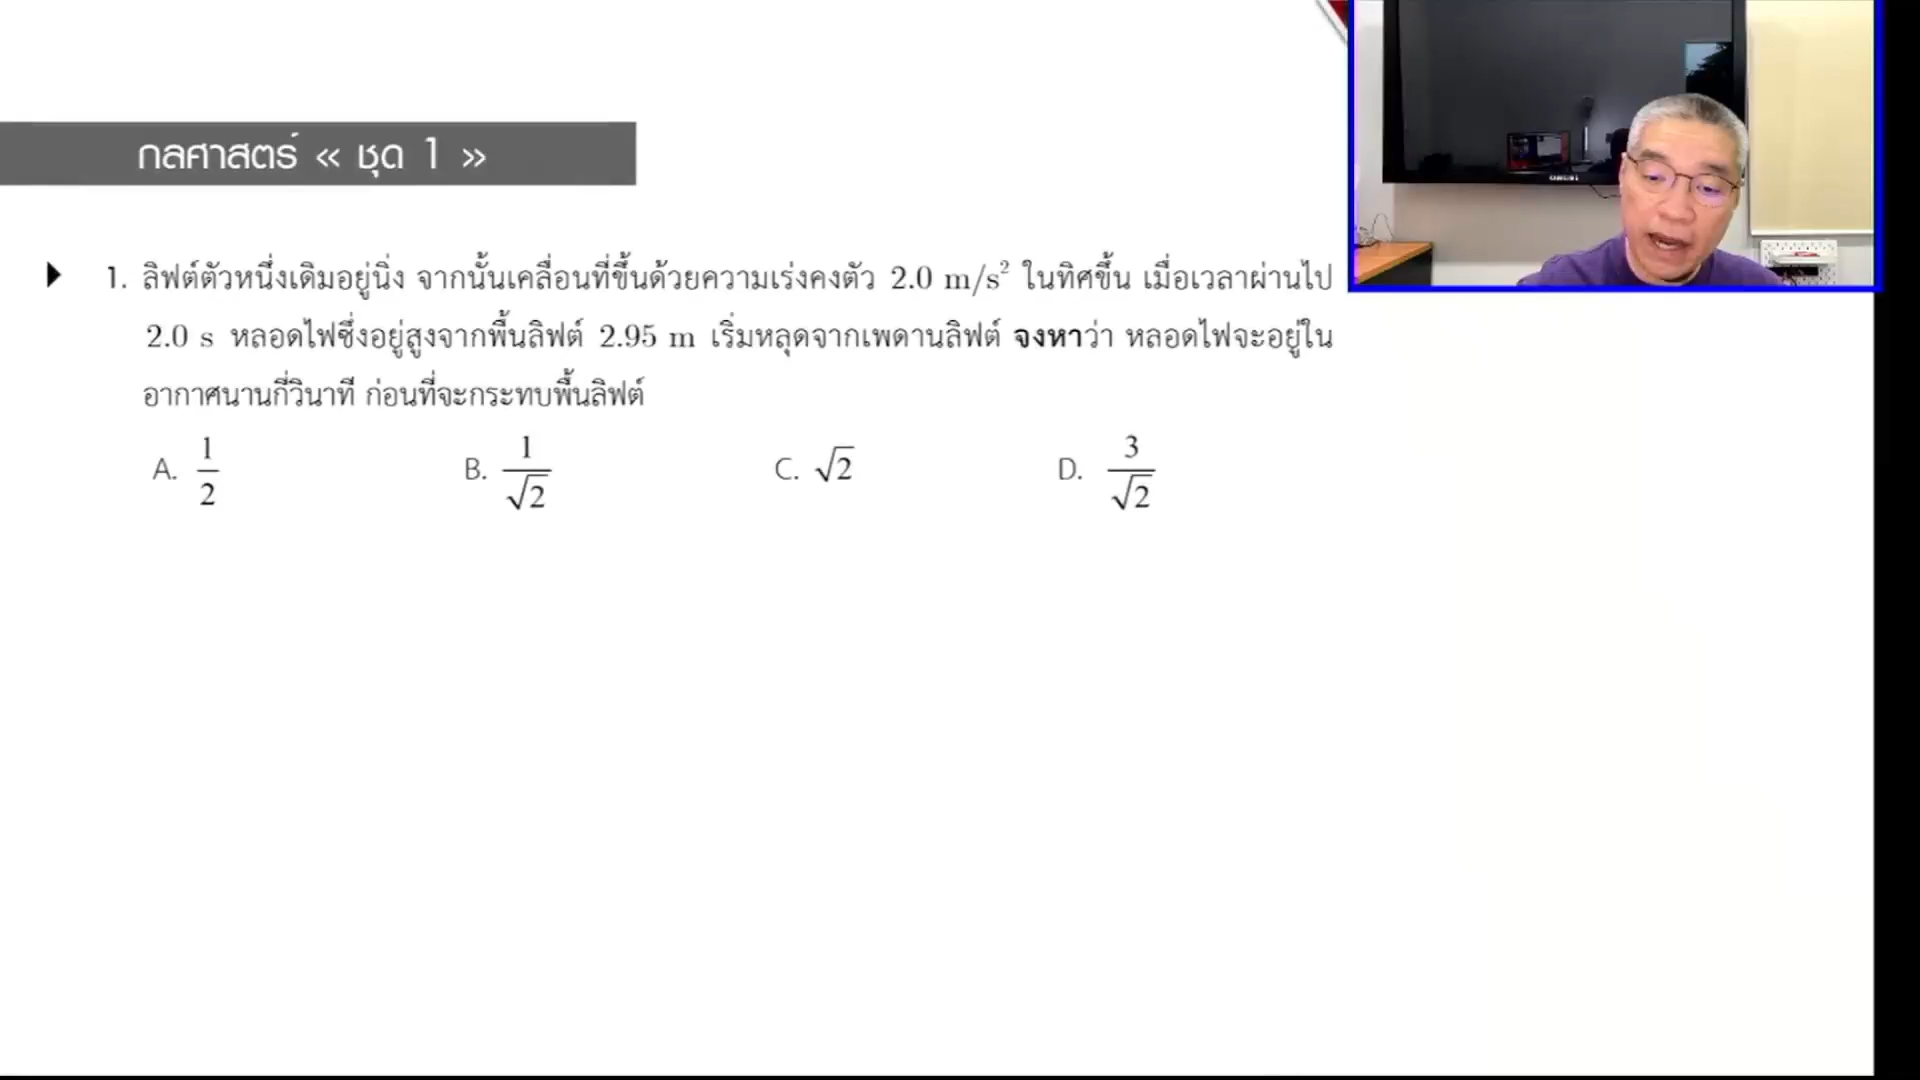 กลศาสตร์ « ชุด 1 »
1. ลิฟต์ตัวหนึ่งเดิมอยู่นิ่ง จากนั้นเคลื่อนที่ขึ้นด้วยความเร่งคงตัว 2.0 m/s² ในทิศขึ้น เมื่อเวลาผ่านไป
2.0 s หลอดไฟซึ่งอยู่สูงจากพื้นลิฟต์ 2.95 m เริ่มหลุดจากเพดานลิฟต์ จงหาว่า หลอดไฟจะอยู่ใน
อากาศนานกี่วินาที ก่อนที่จะกระทบพื้นลิฟต์
A. 1/2 B. 1/√2 C. √2 D. 3/√2
SAMSUNG